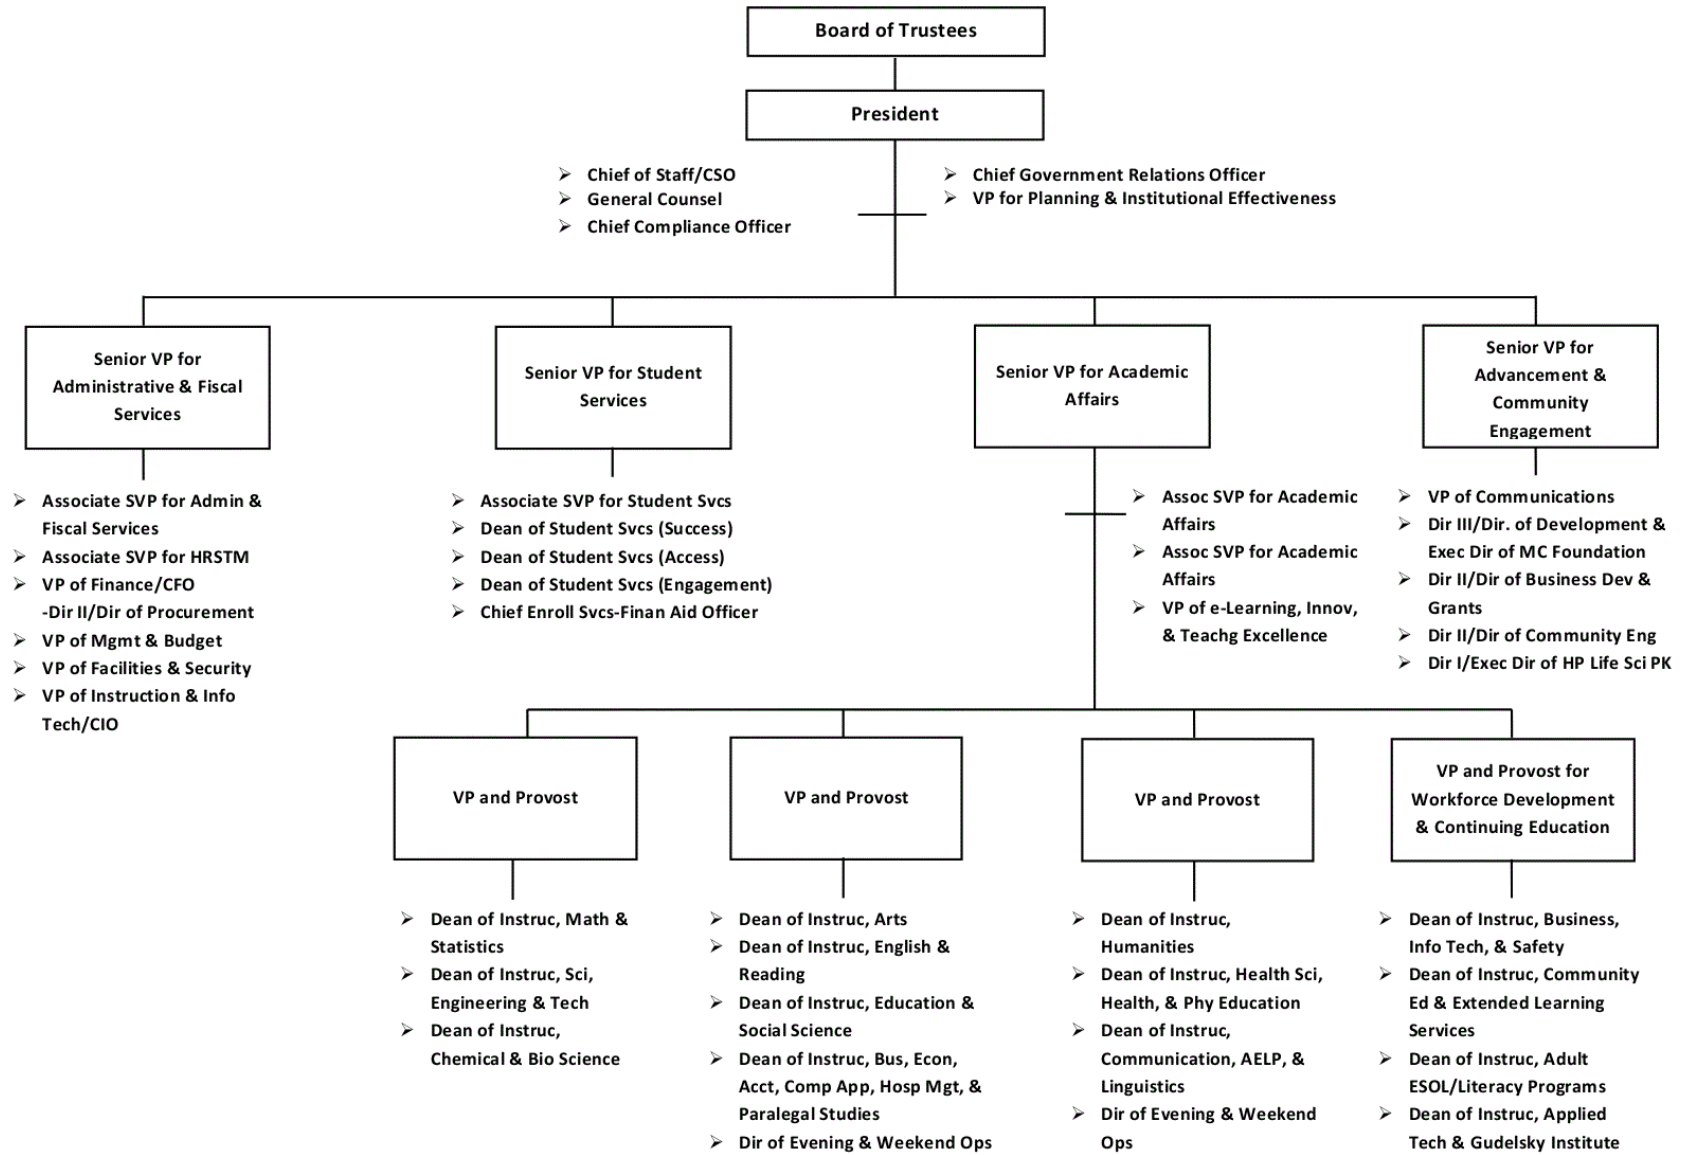 Board of Trustees
President
Chief of Staff/CSO
General Counsel
Chief Compliance Officer
Chief Government Relations Officer
VP for Planning & Institutional Effectiveness
Senior VP for
Administrative & Fiscal
Services
Senior VP for Student
Services
Senior VP for Academic
Affairs
Senior VP for
Advancement &
Community
Engagement
Associate SVP for Admin &
Fiscal Services
Associate SVP for HRSTM
VP of Finance/CFO
-Dir II/Dir of Procurement
VP of Mgmt & Budget
VP of Facilities & Security
VP of Instruction & Info
Tech/CIO
Associate SVP for Student Svcs
Dean of Student Svcs (Success)
Dean of Student Svcs (Access)
Dean of Student Svcs (Engagement)
Chief Enroll Svcs-Finan Aid Officer
Assoc SVP for Academic
Affairs
Assoc SVP for Academic
Affairs
VP of e-Learning, Innov,
& Teachg Excellence
VP of Communications
Dir III/Dir. of Development &
Exec Dir of MC Foundation
Dir II/Dir of Business Dev &
Grants
Dir II/Dir of Community Eng
Dir I/Exec Dir of HP Life Sci PK
VP and Provost
VP and Provost
VP and Provost
VP and Provost for
Workforce Development
& Continuing Education
Dean of Instruc, Math &
Statistics
Dean of Instruc, Sci,
Engineering & Tech
Dean of Instruc,
Chemical & Bio Science
Dean of Instruc, Arts
Dean of Instruc, English &
Reading
Dean of Instruc, Education &
Social Science
Dean of Instruc, Bus, Econ,
Acct, Comp App, Hosp Mgt, &
Paralegal Studies
Dir of Evening & Weekend Ops
Dean of Instruc,
Humanities
Dean of Instruc, Health Sci,
Health, & Phy Education
Dean of Instruc,
Communication, AELP, &
Linguistics
Dir of Evening & Weekend
Ops
Dean of Instruc, Business,
Info Tech, & Safety
Dean of Instruc, Community
Ed & Extended Learning
Services
Dean of Instruc, Adult
ESOL/Literacy Programs
Dean of Instruc, Applied
Tech & Gudelsky Institute